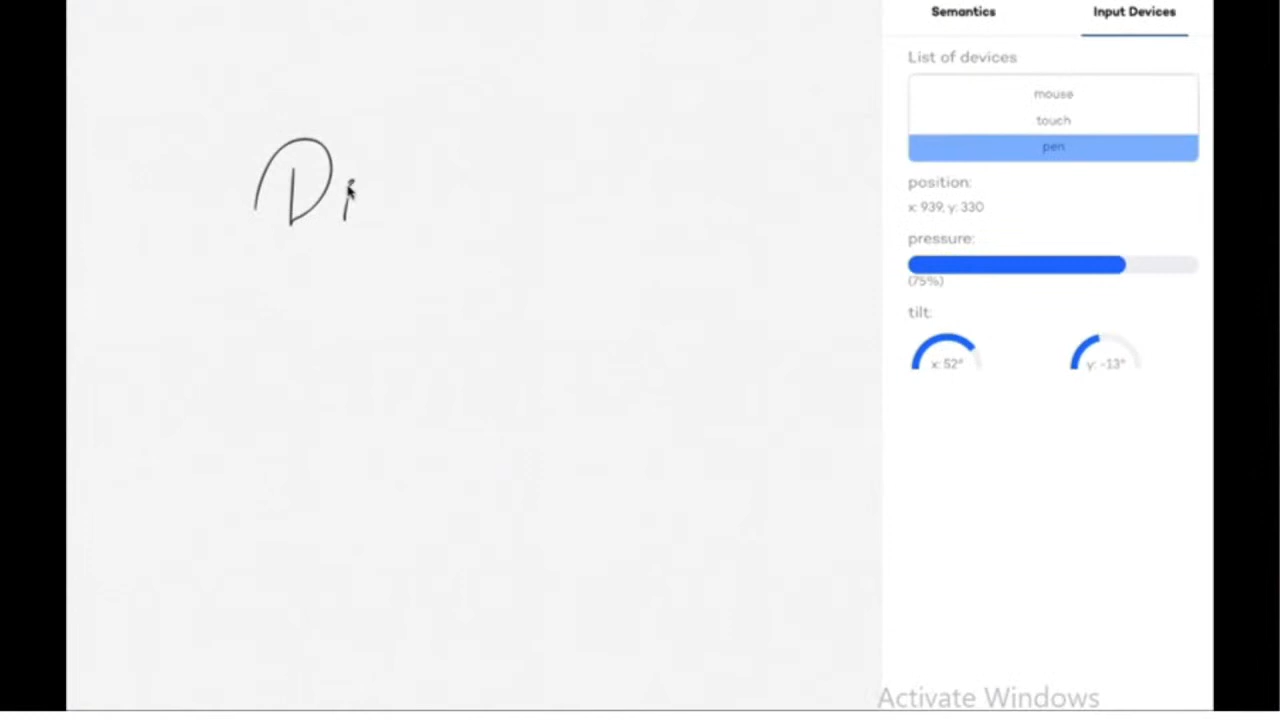 Semantics
Input Devices
List of devices
mouse
touch
pen
position:
x: 939, y: 330
pressure:
(75%)
tilt:
x: 52°
y: -13°
Di
Activate Windows